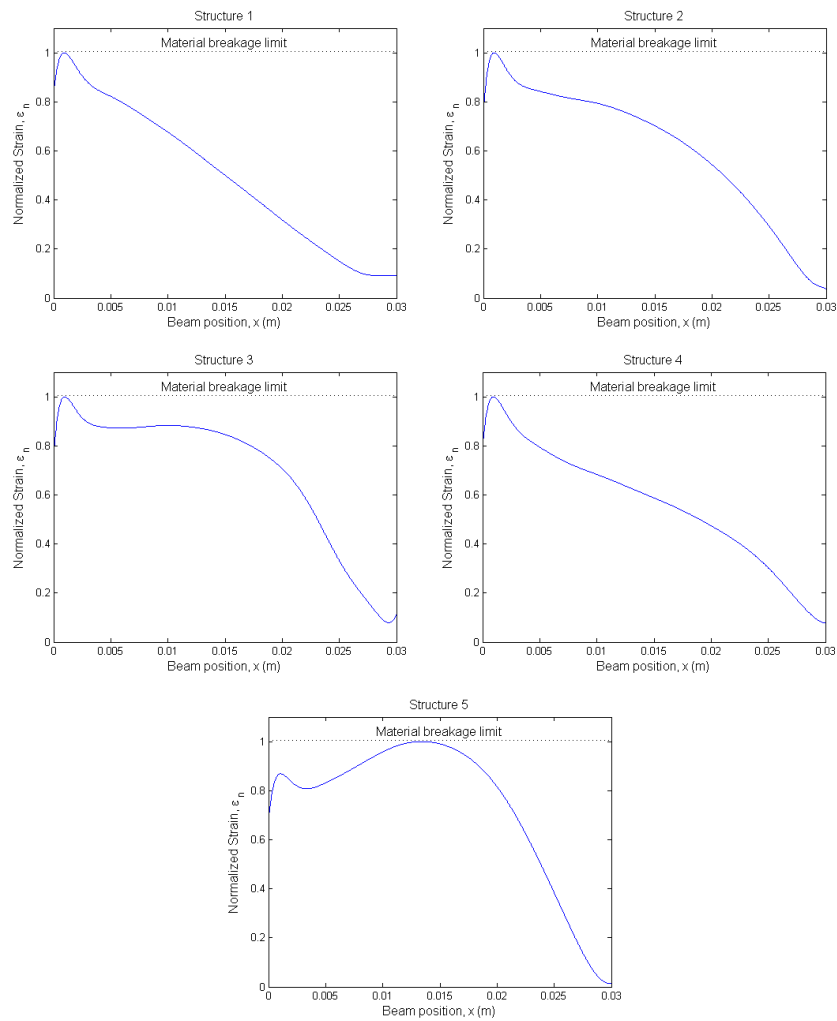 Structure 1
Material breakage limit
1
0.8
0.6
0.4
0.2
0
Normalized Strain, ε n
0 0.005 0.01 0.015 0.02 0.025 0.03
Beam position, x (m)
Structure 2
Material breakage limit
1
0.8
0.6
0.4
0.2
0
Normalized Strain, ε n
0 0.005 0.01 0.015 0.02 0.025 0.03
Beam position, x (m)
Structure 3
Material breakage limit
1
0.8
0.6
0.4
0.2
0
Normalized Strain, ε n
0 0.005 0.01 0.015 0.02 0.025 0.03
Beam position, x (m)
Structure 4
Material breakage limit
1
0.8
0.6
0.4
0.2
0
Normalized Strain, ε n
0 0.005 0.01 0.015 0.02 0.025 0.03
Beam position, x (m)
Structure 5
Material breakage limit
1
0.8
0.6
0.4
0.2
0
Normalized Strain, ε n
0 0.005 0.01 0.015 0.02 0.025 0.03
Beam position, x (m)